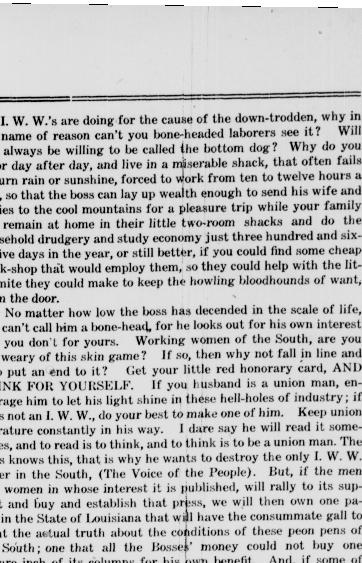 I. W. W.'s are doing for the cause of the down-trodden, why in
name of reason can't you bone-headed laborers see it? Will
always be willing to be called the bottom dog? Why do you
or day after day, and live in a miserable shack, that often fails
urn rain or sunshine, forced to work from ten to twelve hours a
, so that the boss can lay up wealth enough to send his wife and
ies to the cool mountains for a pleasure trip while your family
remain at home in their little two-room shacks and do the
sehold drudgery and study economy just three hundred and six-
ive days in the year, or still better, if you could find some cheap
k-shop that would employ them, so they could help with the lit-
mite they could make to keep the howling bloodhounds of want,
n the door.
No matter how low the boss has decended in the scale of life,
can't call him a bone-head, for he looks out for his own interest
you don't for yours. Working women of the South, are you
weary of this skin game? If so, then why not fall in line and
o put an end to it? Get your little red honorary card, AND
INK FOR YOURSELF. If you husband is a union man, en-
rage him to let his light shine in these hell-holes of industry; if
s not an I. W. W., do your best to make one of him. Keep union
rature constantly in his way. I dare say he will read it some-
es, and to read is to think, and to think is to be a union man. The
s knows this, that is why he wants to destroy the only I. W. W.
er in the South, (The Voice of the People). But, if the men
women in whose interest it is published, will rally to its sup-
t and buy and establish that press, we will then own one pa-
in the State of Louisiana that will have the consummate gall to
t the actual truth about the conditions of these peon pens of
South; one that all the Bosses' money could not buy one
are inch of its columns for his own benefit. And, if some of